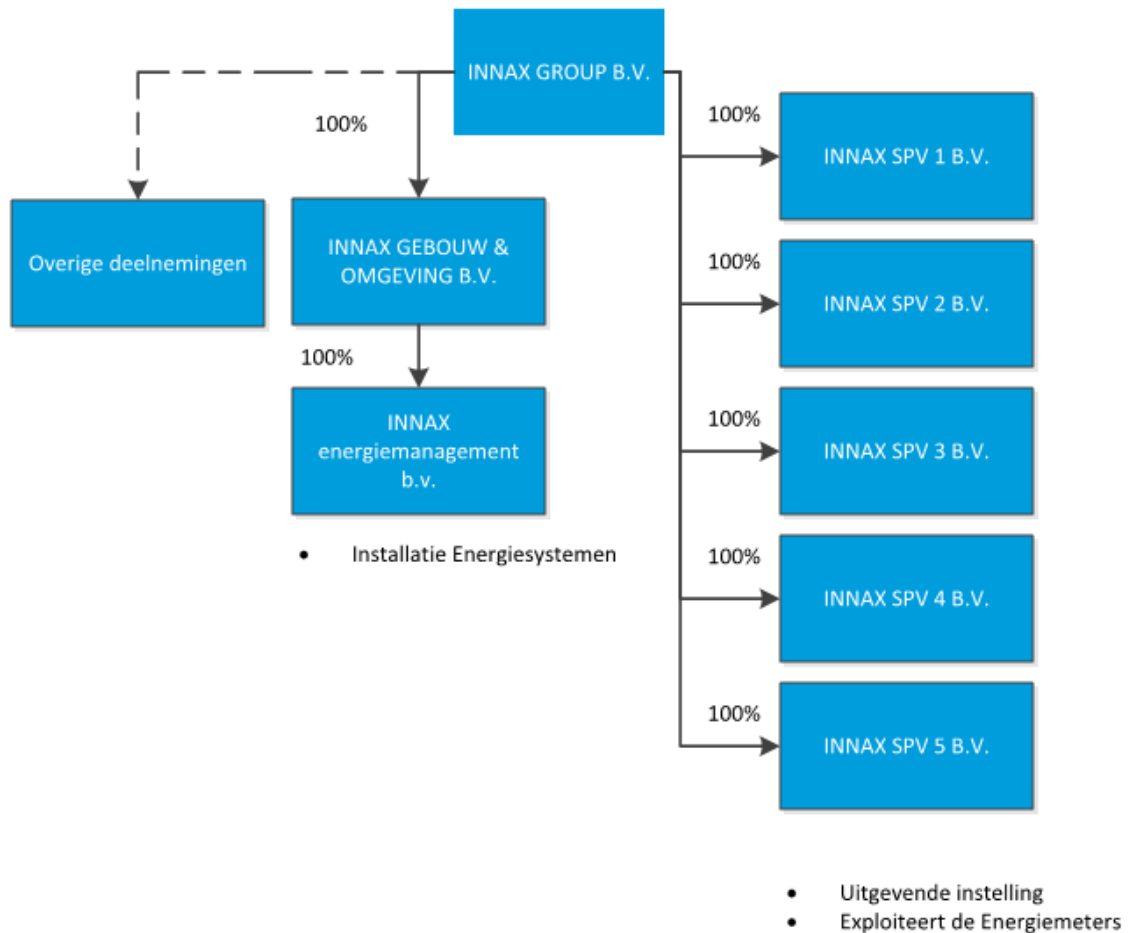 INNAX GROUP B.V.
100%
100%
INNAX SPV 1 B.V.
Overige deelnemingen
INNAX GEBOUW &
OMGEVING B.V.
100%
INNAX SPV 2 B.V.
100%
INNAX
energiemanagement
b.v.
• Installatie Energiesystemen
100%
INNAX SPV 3 B.V.
100%
INNAX SPV 4 B.V.
100%
INNAX SPV 5 B.V.
• Uitgevende instelling
• Exploiteert de Energiemeters